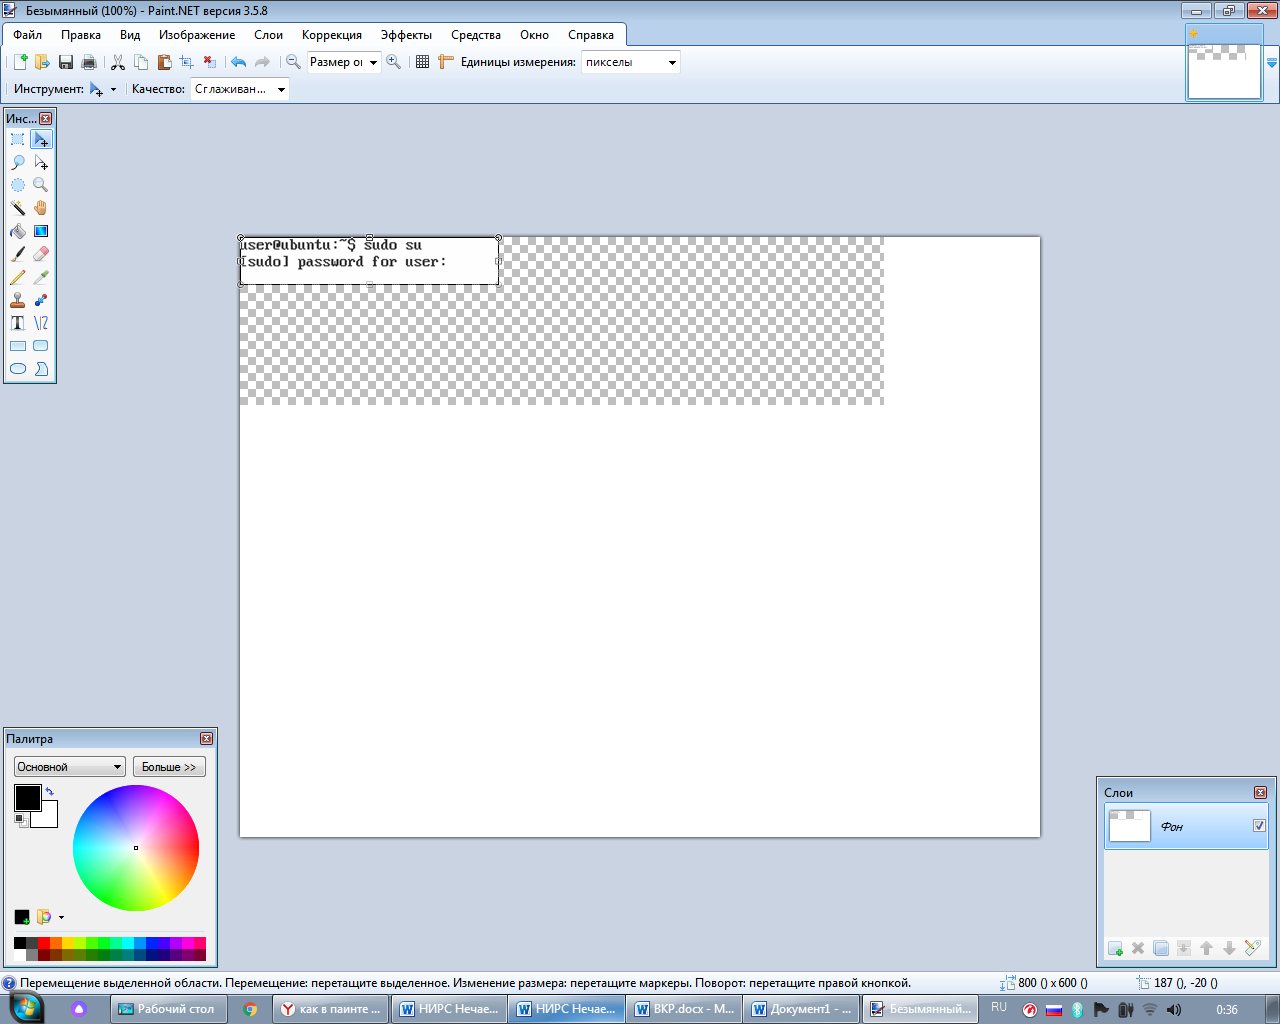 Безымянный (100%) - Paint.NET версия 3.5.8
Файл Правка Вид Изображение Слои Коррекция Эффекты Средства Окно Справка
Размер о Единицы измерения: пикселы
Инструмент: Качество: Сглаживан...
Инс...
user@ubuntu:~$ sudo su
[sudo] password for user:
Палитра
Основной Больше >>
Слои
Фон
Перемещение выделенной области. Перемещение: перетащите выделенное. Изменение размера: перетащите маркеры. Поворот: перетащите правой кнопкой.
800 () x 600 () 187 (), -20 ()
Рабочий стол как в паинте ... НИРС Нечае... НИРС Нечае... ВКР.docx - M... Документ1 - ... Безымянный... RU 0:36